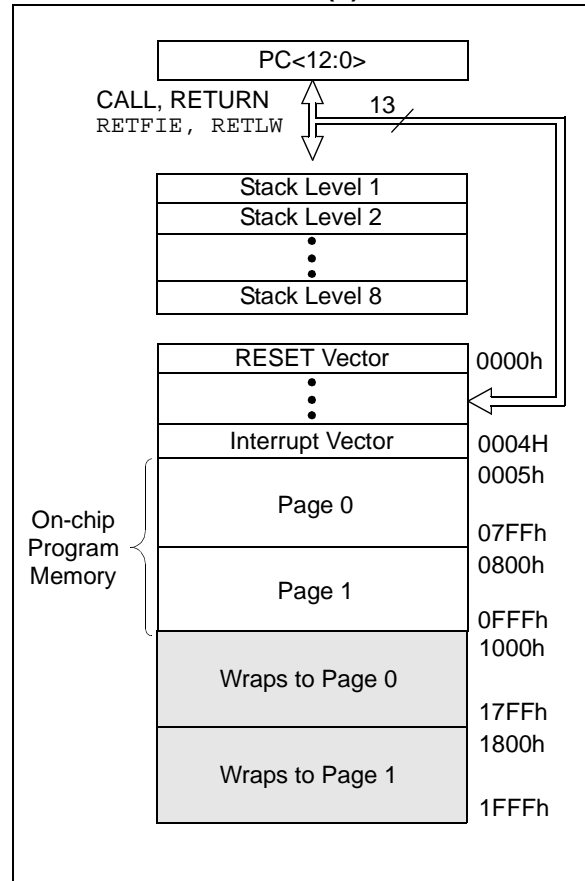 PC<12:0>
CALL, RETURN
RETFIE, RETLW
13
Stack Level 1
Stack Level 2
Stack Level 8
RESET Vector
0000h
Interrupt Vector
0004H
0005h
On-chip
Program
Memory
Page 0
07FFh
0800h
Page 1
0FFFh
1000h
Wraps to Page 0
17FFh
1800h
Wraps to Page 1
1FFFh